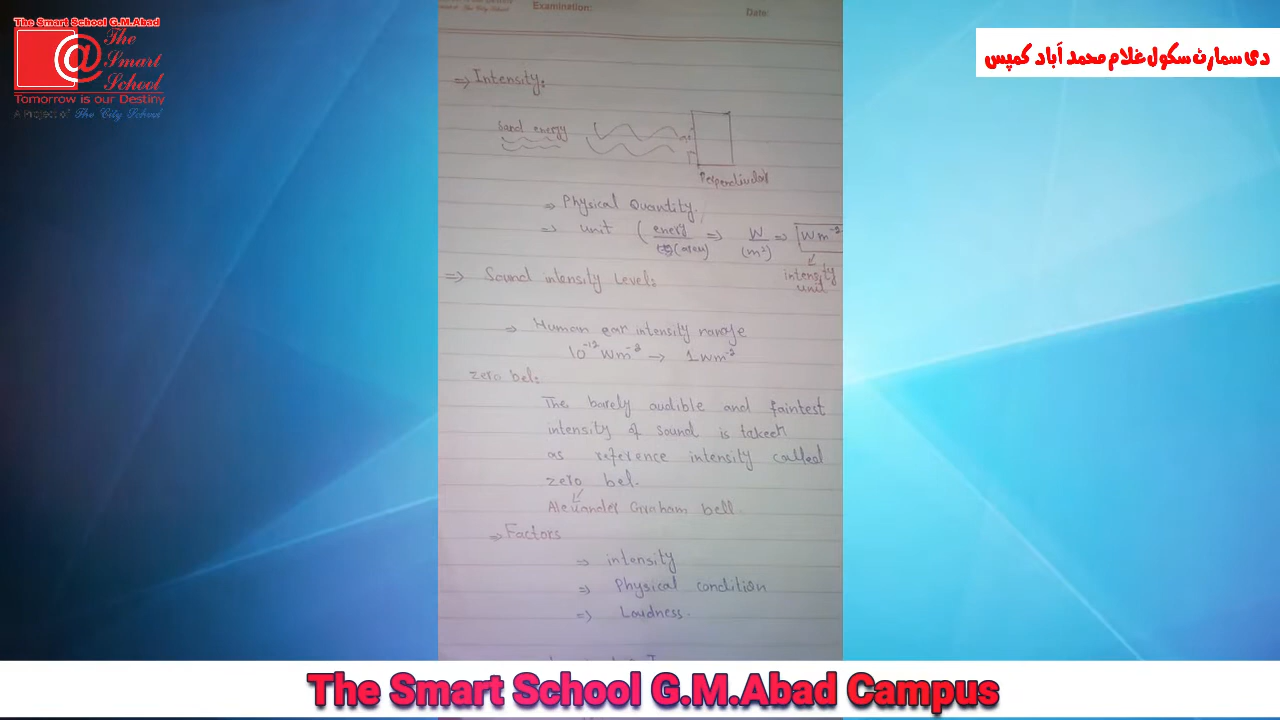 The Smart School G.M.Abad
The
Smart
School
Tomorrow is our Destiny
A Project of The City School
دی سمارٹ سکول غلام محمد آباد کمپس
Examination:
Date:
⇒ Intensity:
Sand energy
Perpendicular
⇒ Physical Quantity.
⇒ unit (energy/(area) ⇒ W/(m²) ⇒ Wm⁻²
intensity
unit
⇒ Sound intensity Level:
⇒ Human ear intensity range
10⁻¹² Wm⁻² → 1 wm⁻²
zero bel:
The barely audible and faintest
intensity of sound is takeen
as reference intensity called
zero bel.
Alexander Graham bell.
⇒ Factors
⇒ intensity
⇒ Physical condition
⇒ Loudness.
The Smart School G.M.Abad Campus